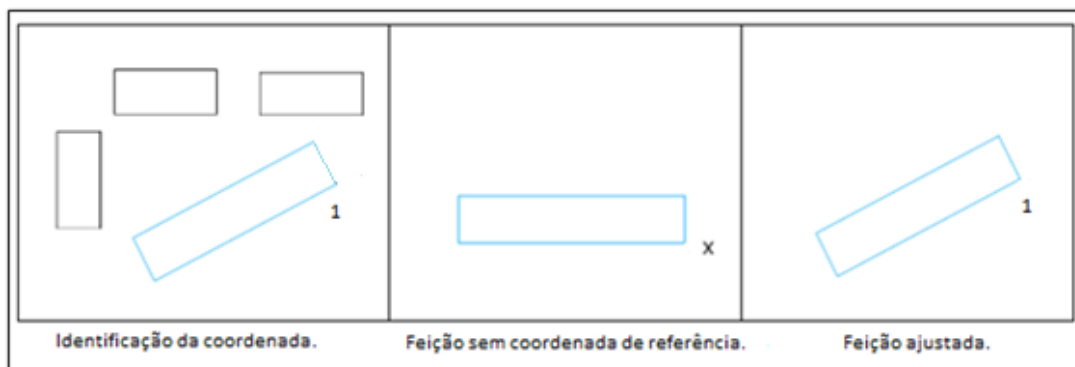 1
X
1
Identificação da coordenada.
Feição sem coordenada de referência.
Feição ajustada.